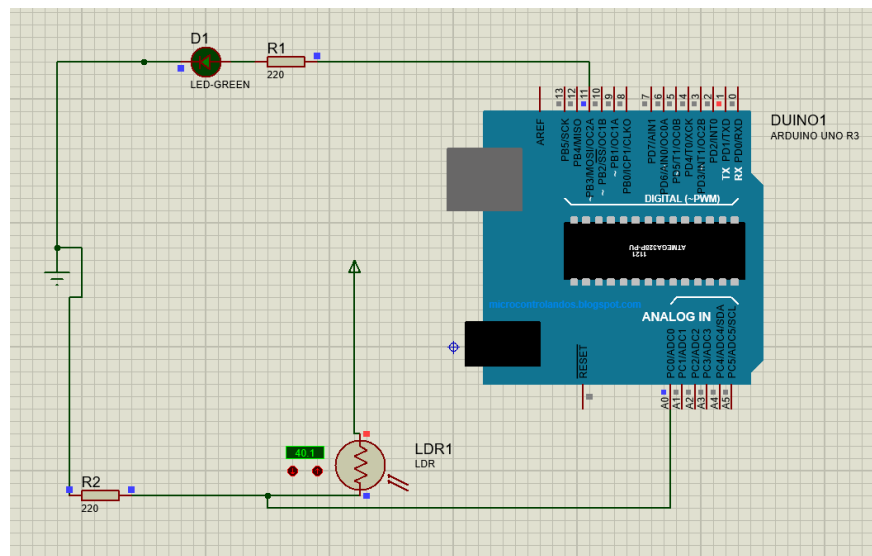 D1
LED-GREEN
R1
220
DUINO1
ARDUINO UNO R3
AREF
13
12
11
10
9
8
7
6
5
4
3
2
1
0
PB5/SCK
PB4/MISO
PB3/MOSI/OC2A
~
PB2/SS/OC1B
~
PB1/OC1A
~
PB0/ICP1/CLKO
PD7/AIN1
PD6/AIN0/OC0A
~
PD5/T1/OC0B
~
PD4/T0/XCK
PD3/INT1/OC2B
~
PD2/INT0
PD1/TXD
TX
PD0/RXD
RX
DIGITAL (~PWM)
ATMEGA328P-PU
1121
microcontrolandos.blogspot.com
ANALOG IN
RESET
PC0/ADC0
PC1/ADC1
PC2/ADC2
PC3/ADC3
PC4/ADC4/SDA
PC5/ADC5/SCL
A0
A1
A2
A3
A4
A5
40.1
LDR1
LDR
R2
220